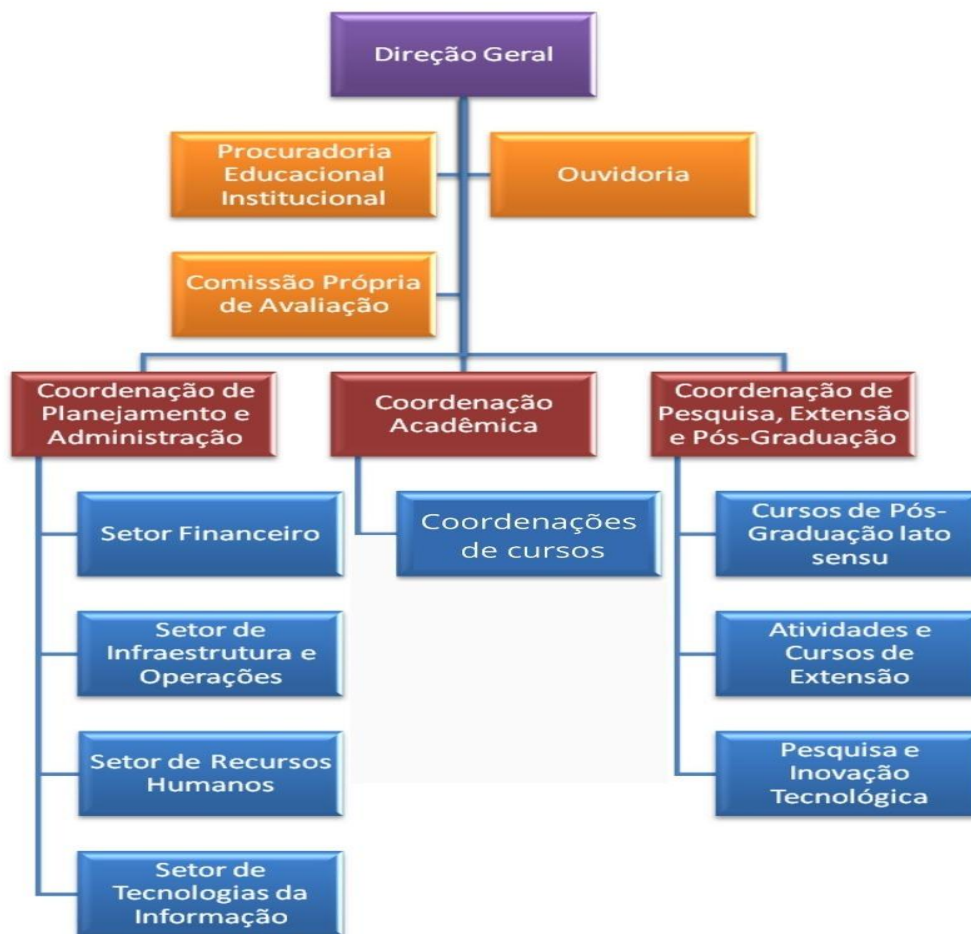 Direção Geral
Procuradoria
Educacional
Institucional
Ouvidoria
Comissão Própria
de Avaliação
Coordenação de
Planejamento e
Administração
Coordenação
Acadêmica
Coordenação de
Pesquisa, Extensão
e Pós-Graduação
Setor Financeiro
Coordenações
de cursos
Cursos de Pós-
Graduação lato
sensu
Setor de
Infraestrutura e
Operações
Atividades e
Cursos de
Extensão
Setor de Recursos
Humanos
Pesquisa e
Inovação
Tecnológica
Setor de
Tecnologias da
Informação